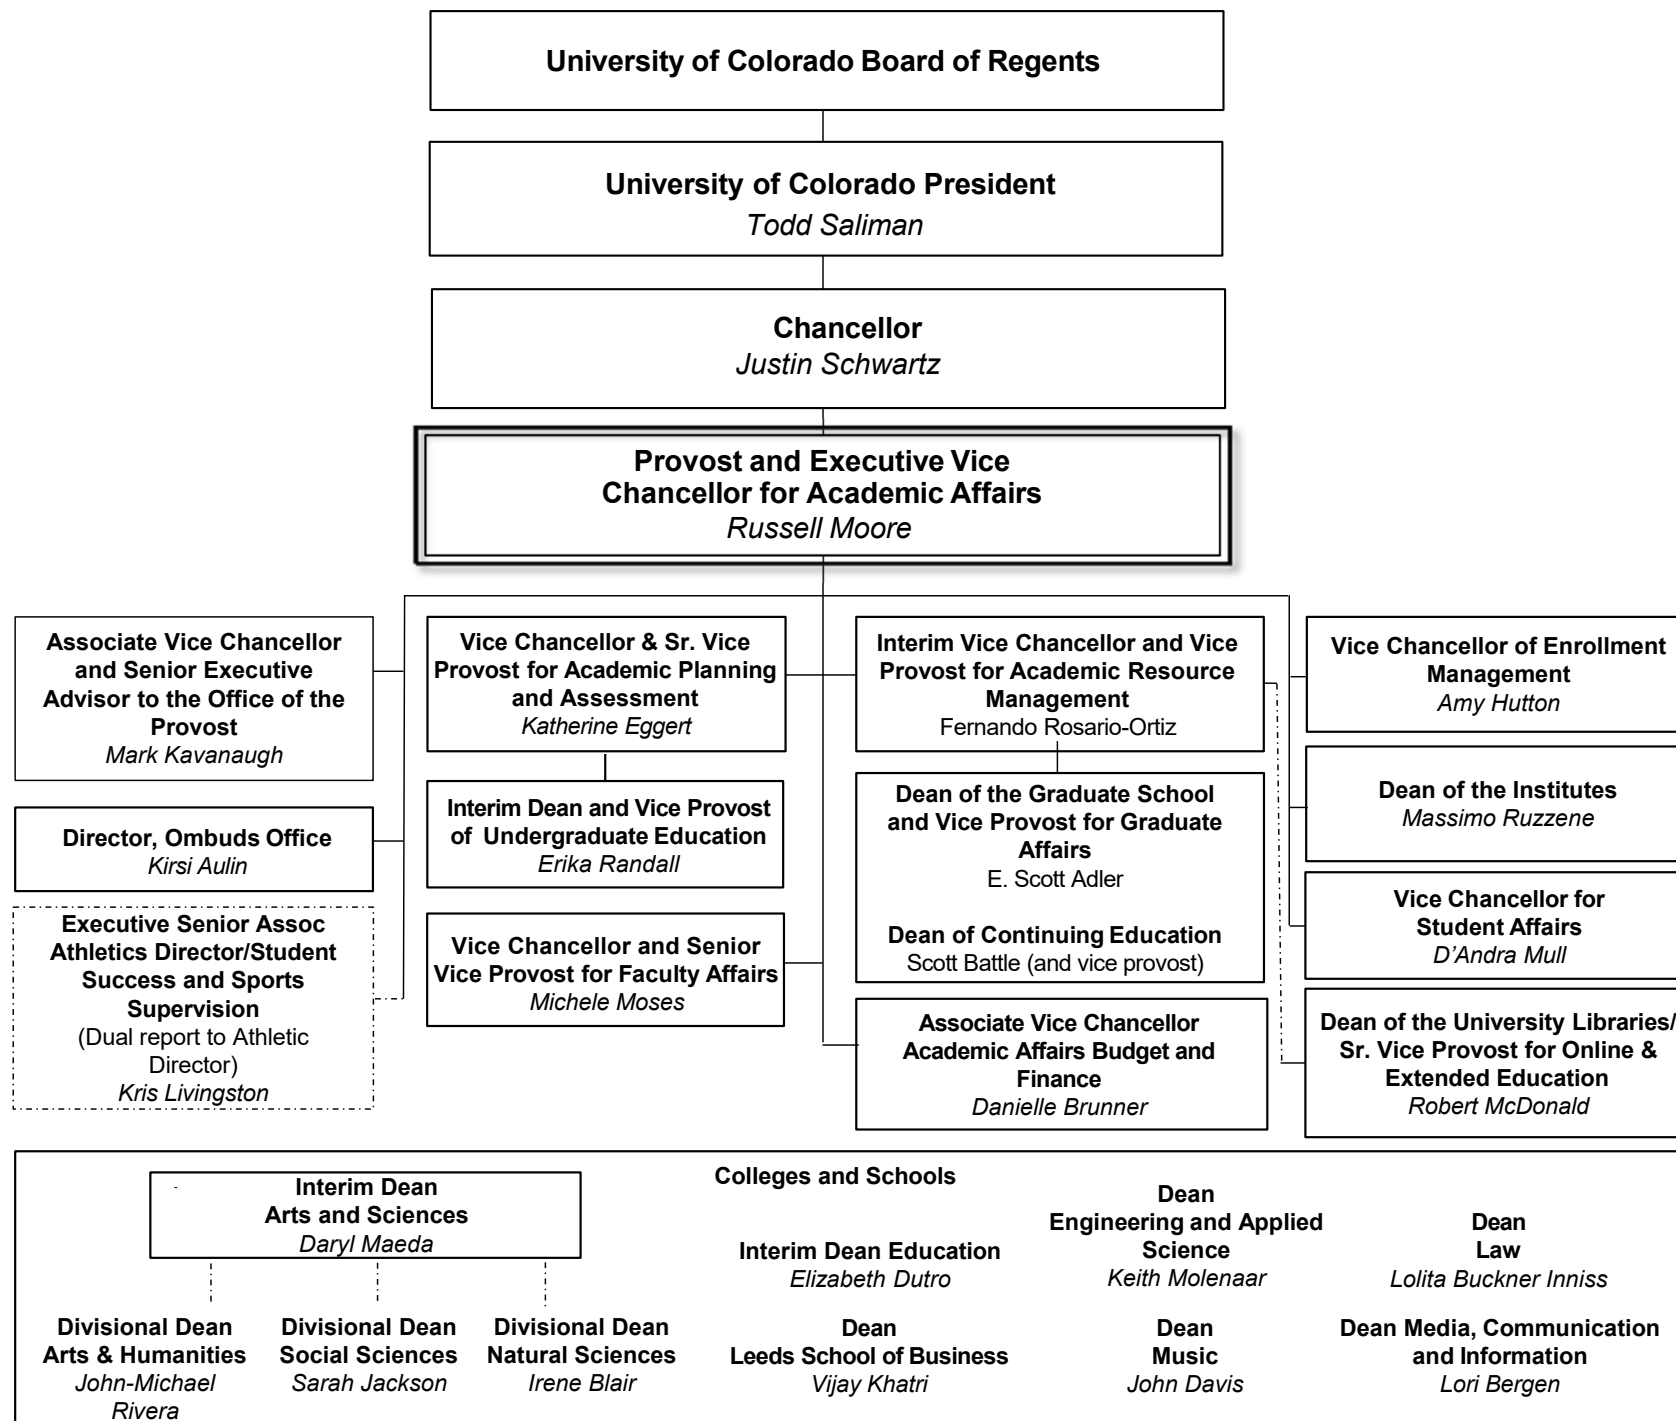 University of Colorado Board of Regents
University of Colorado President
Todd Saliman
Chancellor
Justin Schwartz
Provost and Executive Vice
Chancellor for Academic Affairs
Russell Moore
Associate Vice Chancellor
and Senior Executive
Advisor to the Office of the
Provost
Mark Kavanaugh
Director, Ombuds Office
Kirsi Aulin
Executive Senior Assoc
Athletics Director/Student
Success and Sports
Supervision
(Dual report to Athletic
Director)
Kris Livingston
Vice Chancellor & Sr. Vice
Provost for Academic Planning
and Assessment
Katherine Eggert
Interim Dean and Vice Provost
of Undergraduate Education
Erika Randall
Vice Chancellor and Senior
Vice Provost for Faculty Affairs
Michele Moses
Interim Vice Chancellor and Vice
Provost for Academic Resource
Management
Fernando Rosario-Ortiz
Dean of the Graduate School
and Vice Provost for Graduate
Affairs
E. Scott Adler
Dean of Continuing Education
Scott Battle (and vice provost)
Associate Vice Chancellor
Academic Affairs Budget and
Finance
Danielle Brunner
Vice Chancellor of Enrollment
Management
Amy Hutton
Dean of the Institutes
Massimo Ruzzene
Vice Chancellor for
Student Affairs
D’Andra Mull
Dean of the University Libraries/
Sr. Vice Provost for Online &
Extended Education
Robert McDonald
Colleges and Schools
Interim Dean
Arts and Sciences
Daryl Maeda
Divisional Dean
Arts & Humanities
John-Michael
Rivera
Divisional Dean
Social Sciences
Sarah Jackson
Divisional Dean
Natural Sciences
Irene Blair
Interim Dean Education
Elizabeth Dutro
Dean
Engineering and Applied
Science
Keith Molenaar
Dean
Law
Lolita Buckner Inniss
Dean
Leeds School of Business
Vijay Khatri
Dean
Music
John Davis
Dean Media, Communication
and Information
Lori Bergen